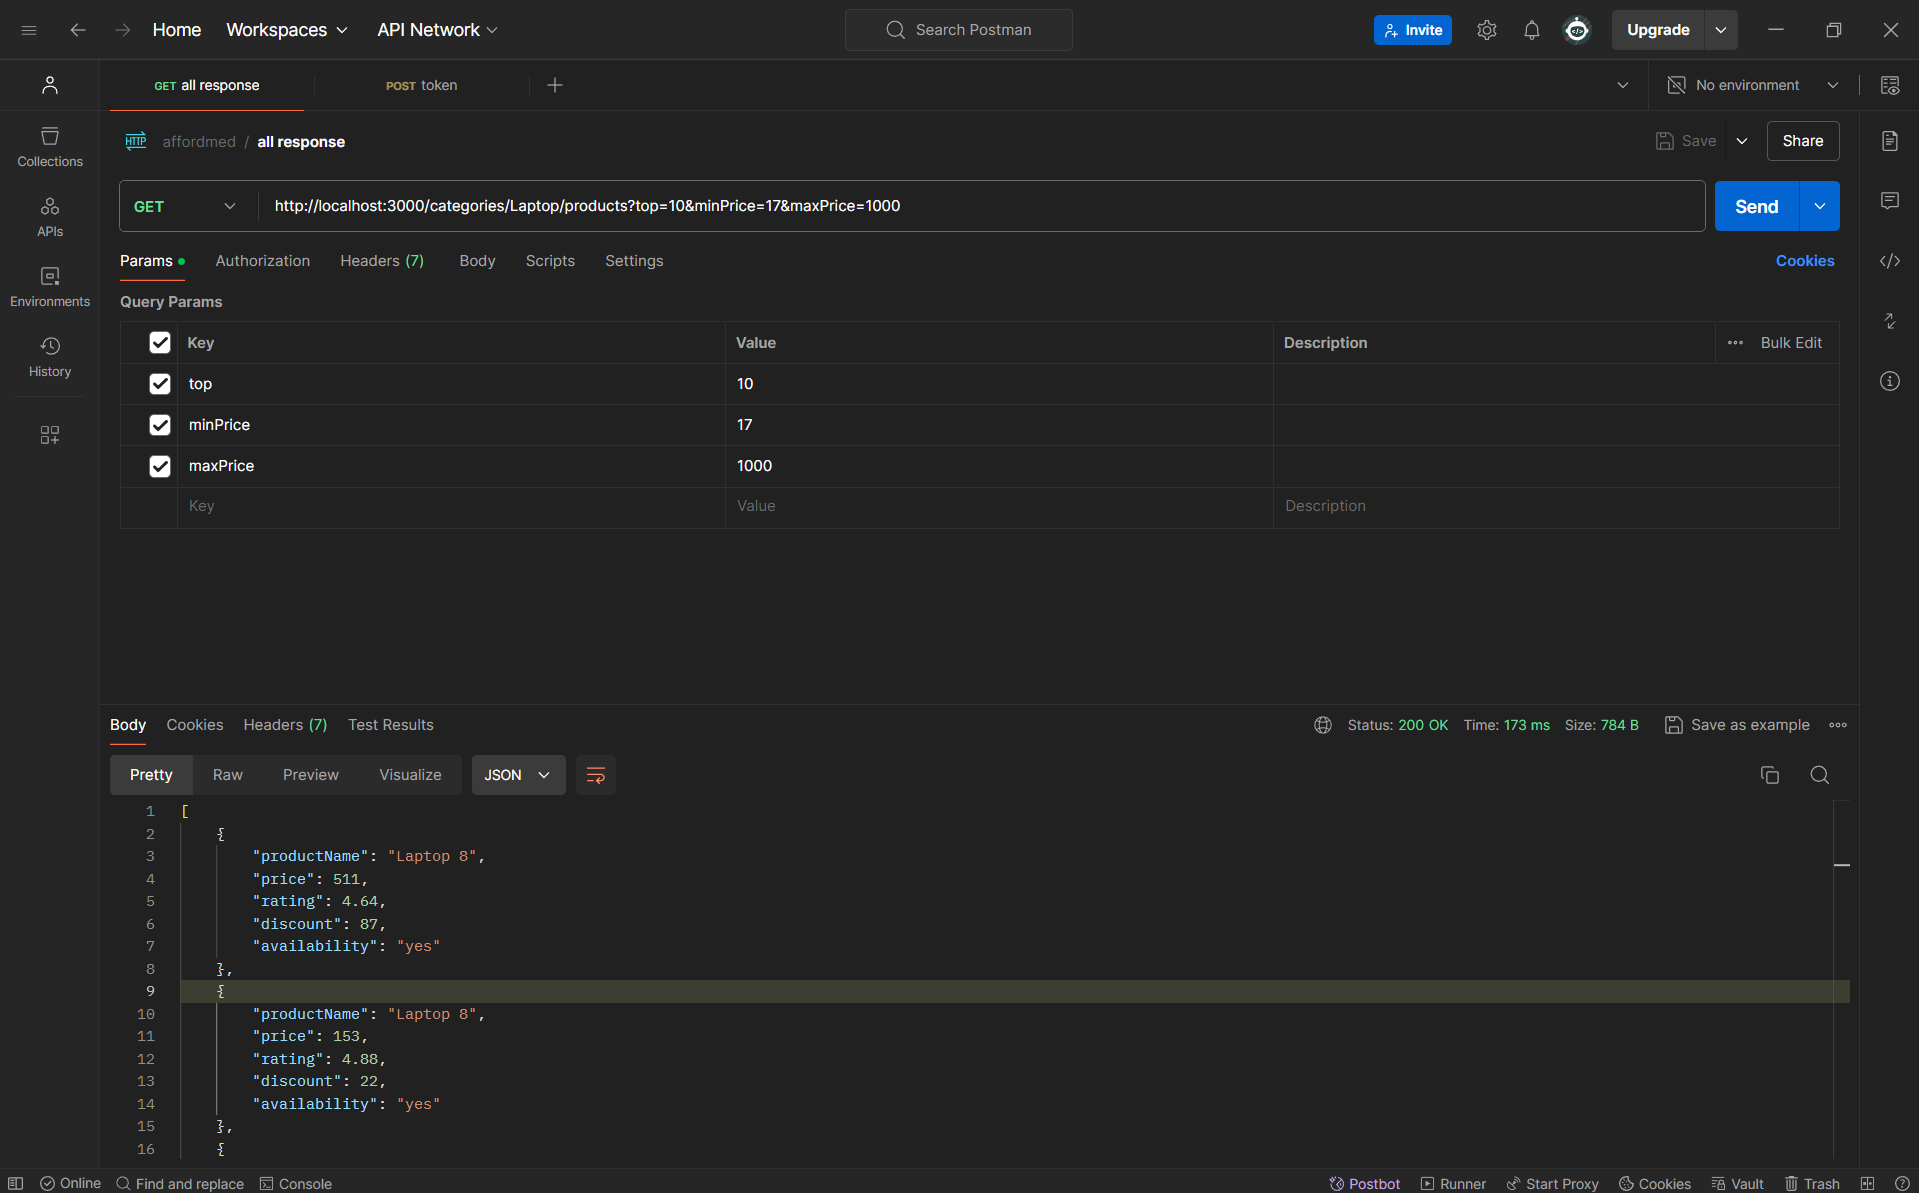 Home Workspaces API Network Search Postman Invite Upgrade
GET all response POST token No environment
affordmed / all response Save Share
GET http://localhost:3000/categories/Laptop/products?top=10&minPrice=17&maxPrice=1000 Send
Params Authorization Headers (7) Body Scripts Settings Cookies
Query Params
Key Value Description Bulk Edit
top 10
minPrice 17
maxPrice 1000
Key Value Description
Collections
APIs
Environments
History
Body Cookies Headers (7) Test Results Status: 200 OK Time: 173 ms Size: 784 B Save as example
Pretty Raw Preview Visualize JSON
1 [
2 {
3 "productName": "Laptop 8",
4 "price": 511,
5 "rating": 4.64,
6 "discount": 87,
7 "availability": "yes"
8 },
9 {
10 "productName": "Laptop 8",
11 "price": 153,
12 "rating": 4.88,
13 "discount": 22,
14 "availability": "yes"
15 },
16 {
Online Find and replace Console Postbot Runner Start Proxy Cookies Vault Trash